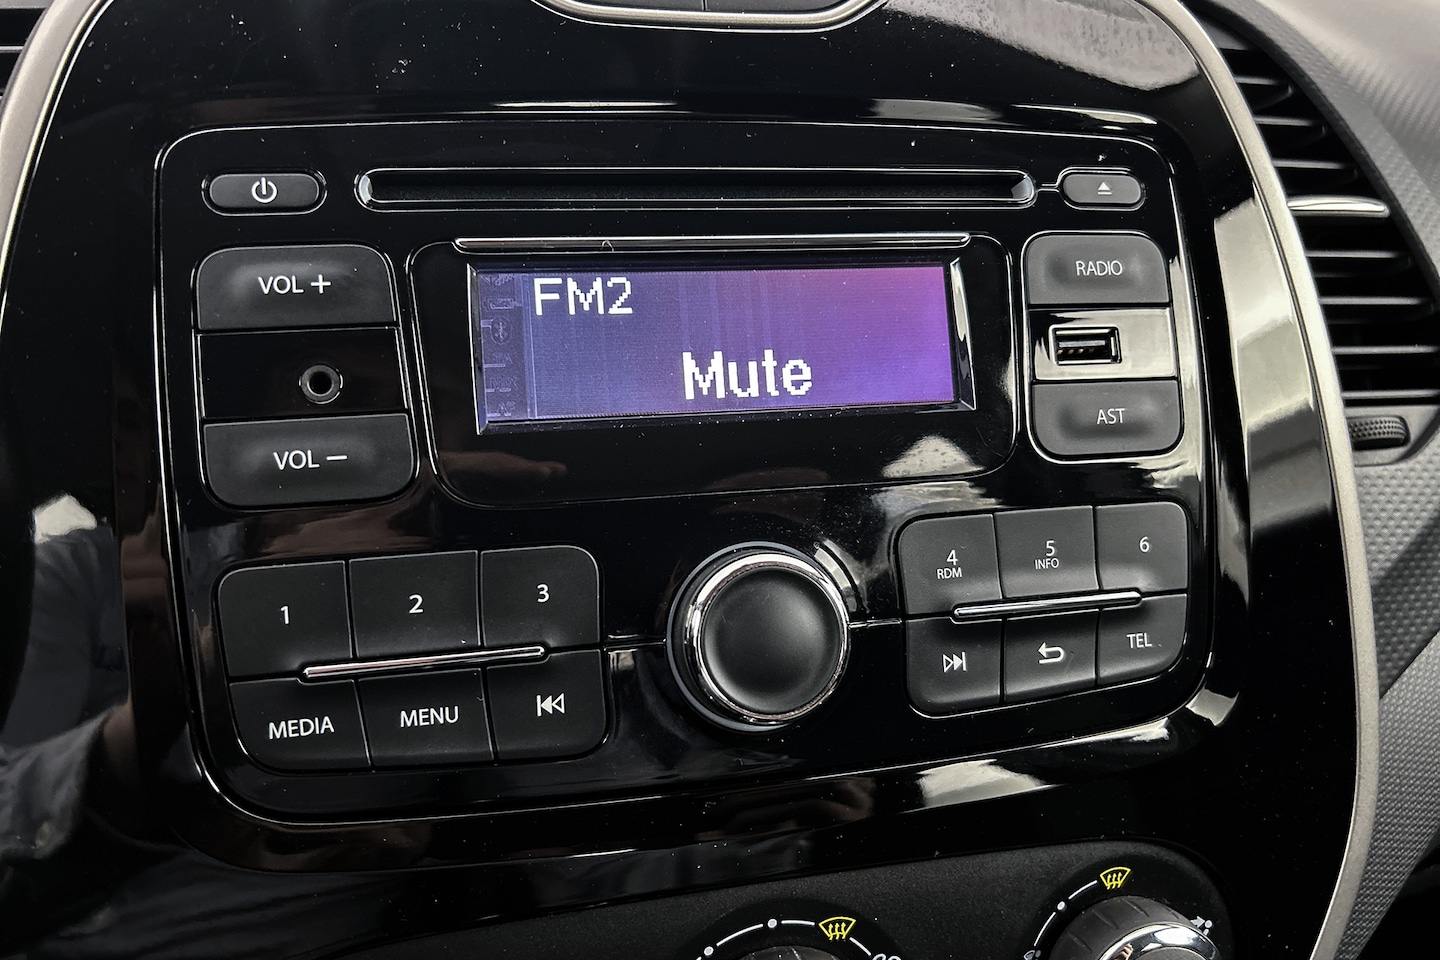 VOL +
VOL −
FM2
Mute
RADIO
AST
1
2
3
MEDIA
MENU
4
RDM
5
INFO
6
TEL